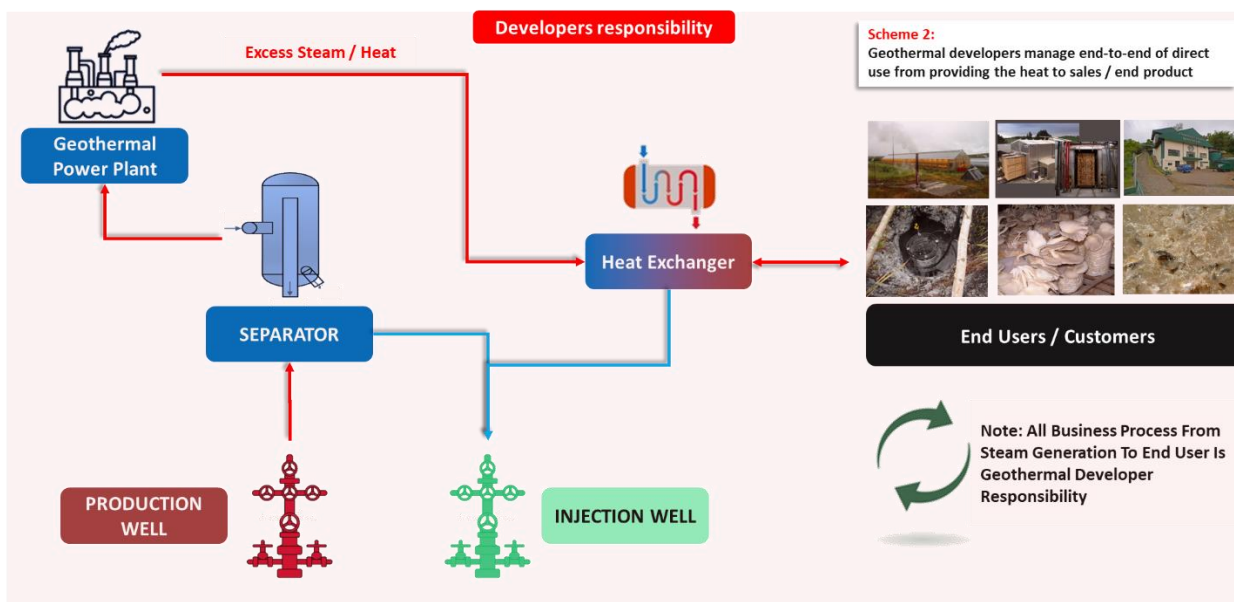 Developers responsibility
Excess Steam / Heat
Scheme 2:
Geothermal developers manage end-to-end of direct
use from providing the heat to sales / end product
Geothermal
Power Plant
Heat Exchanger
SEPARATOR
End Users / Customers
PRODUCTION
WELL
INJECTION WELL
Note: All Business Process From
Steam Generation To End User Is
Geothermal Developer
Responsibility